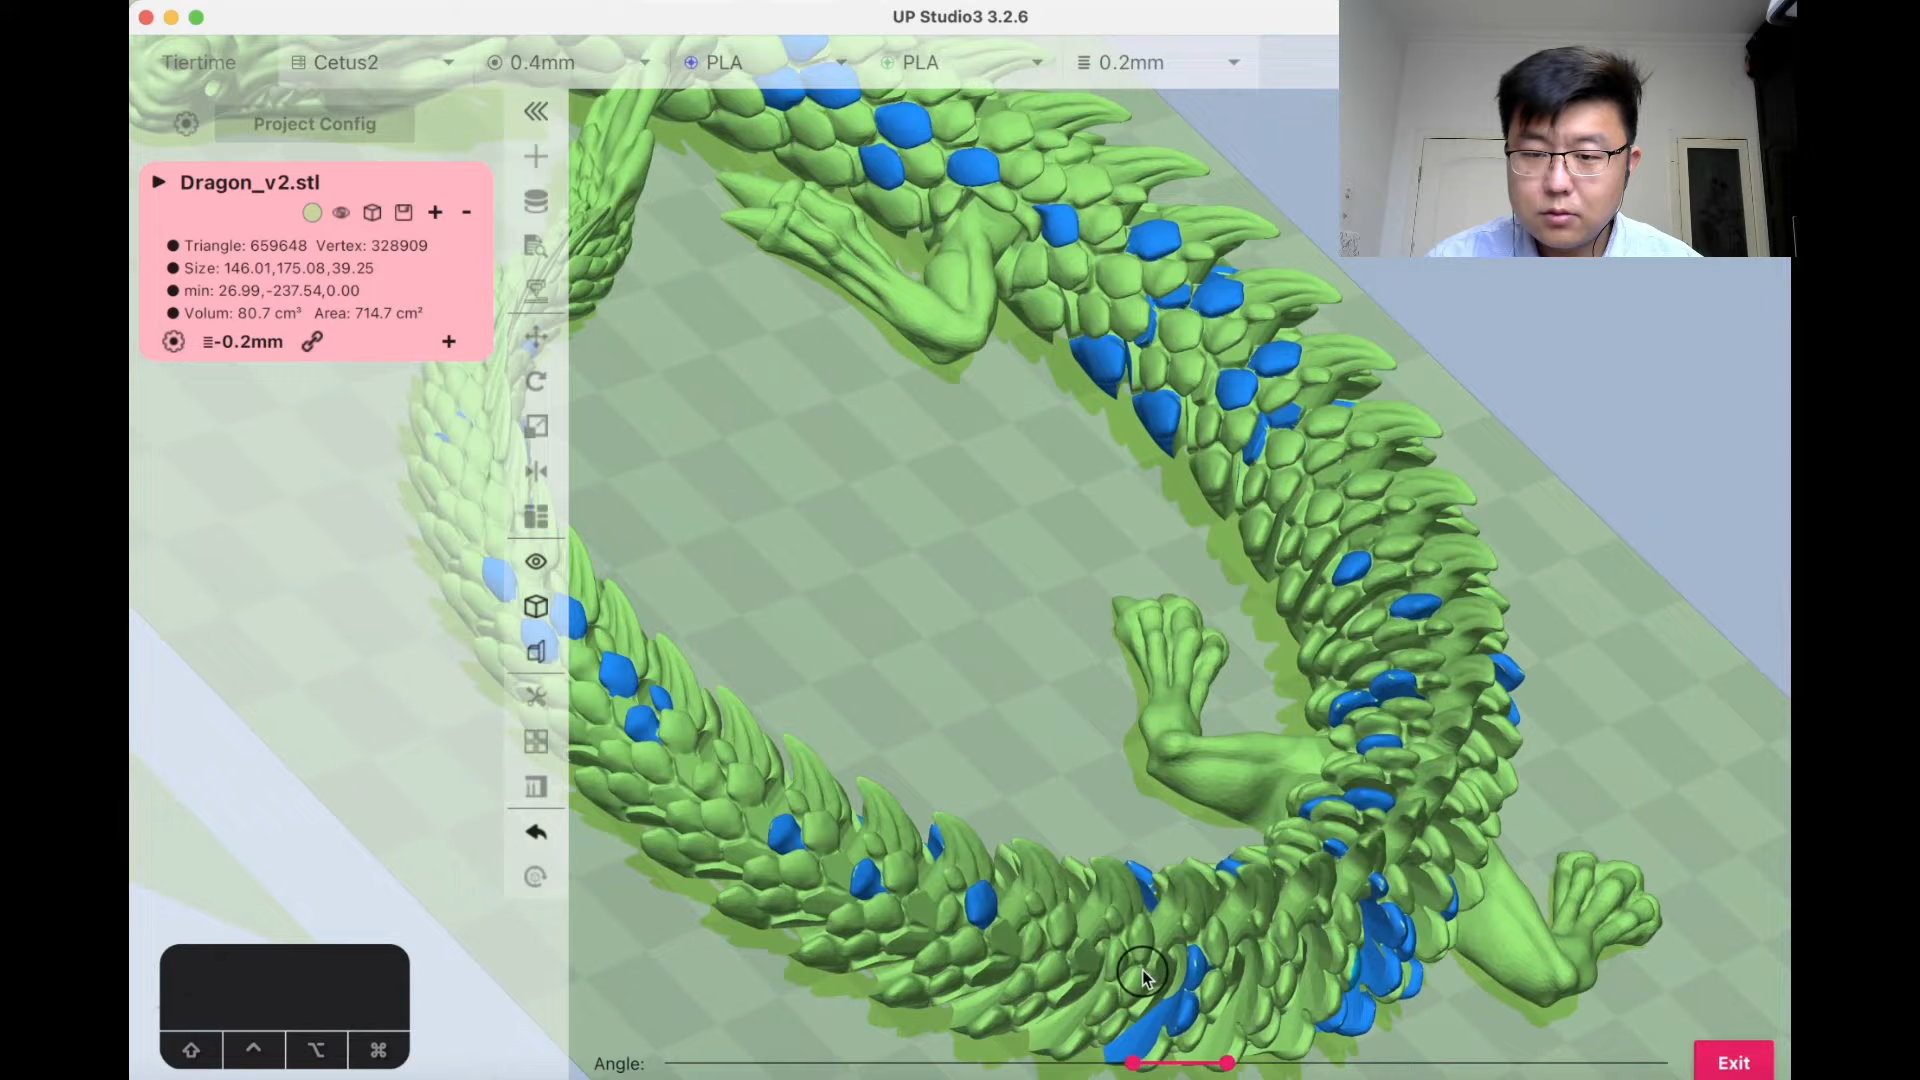 UP Studio3 3.2.6
Tiertime
Cetus2
0.4mm
PLA
PLA
0.2mm
Project Config
Dragon_v2.stl
Triangle: 659648 Vertex: 328909
Size: 146.01,175.08,39.25
min: 26.99,-237.54,0.00
Volum: 80.7 cm³ Area: 714.7 cm²
-0.2mm
Angle:
Exit